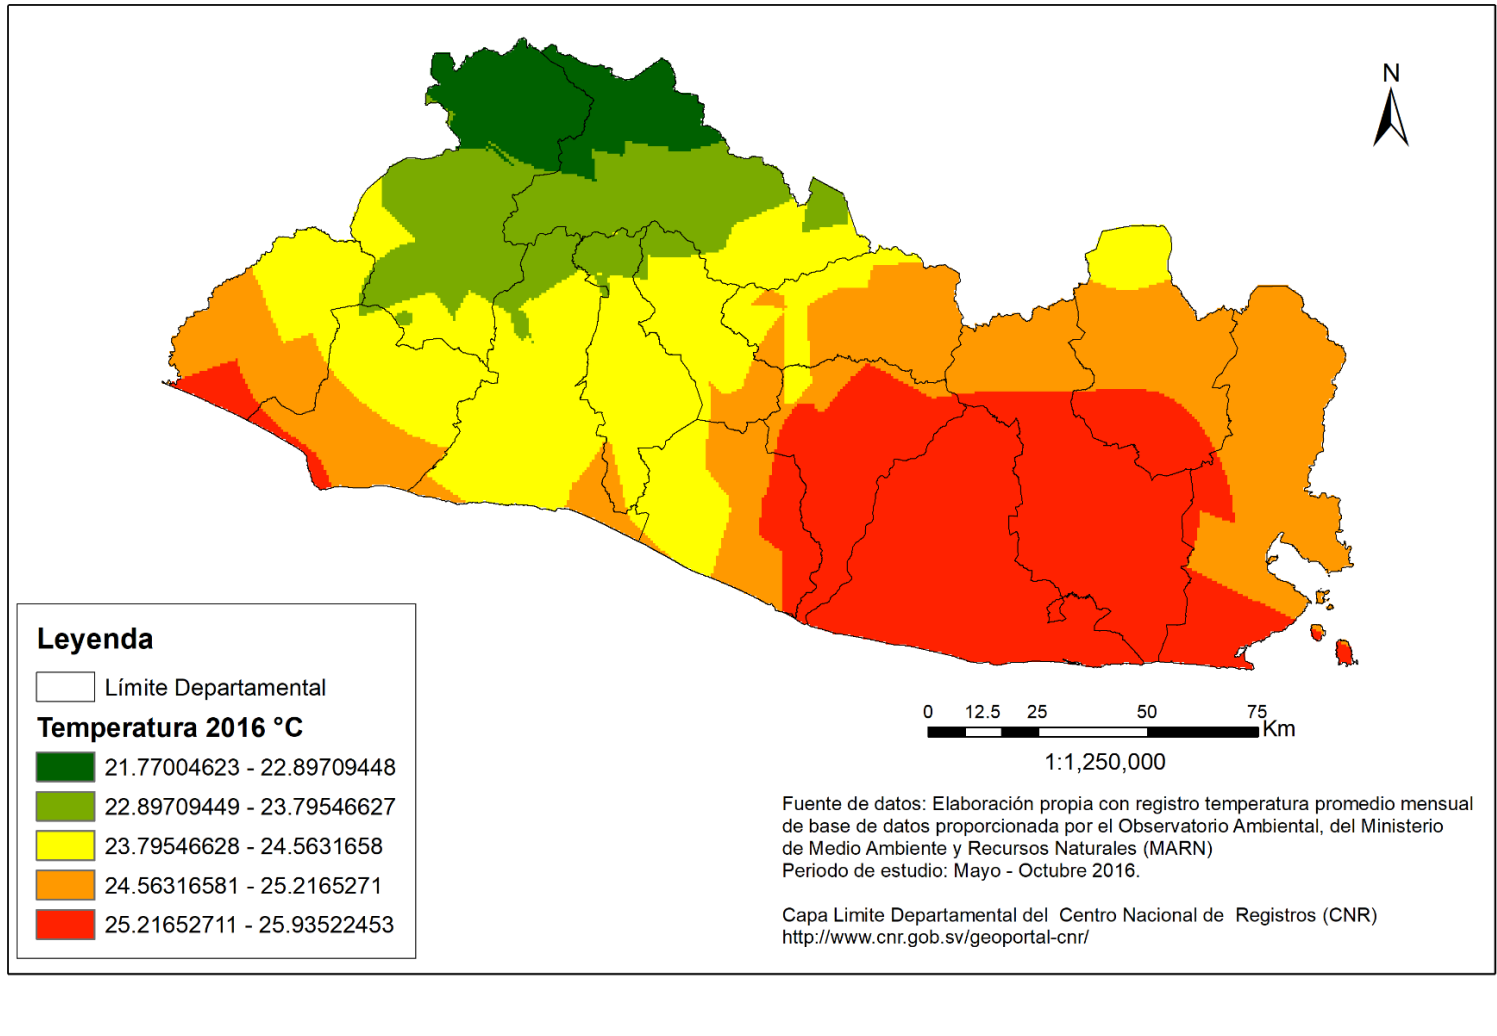 N
Leyenda
Límite Departamental
Temperatura 2016 °C
21.77004623 - 22.89709448
22.89709449 - 23.79546627
23.79546628 - 24.5631658
24.56316581 - 25.2165271
25.21652711 - 25.93522453
0 12.5 25 50 75
Km
1:1,250,000
Fuente de datos: Elaboración propia con registro temperatura promedio mensual
de base de datos proporcionada por el Observatorio Ambiental, del Ministerio
de Medio Ambiente y Recursos Naturales (MARN)
Periodo de estudio: Mayo - Octubre 2016.
Capa Limite Departamental del Centro Nacional de Registros (CNR)
http://www.cnr.gob.sv/geoportal-cnr/